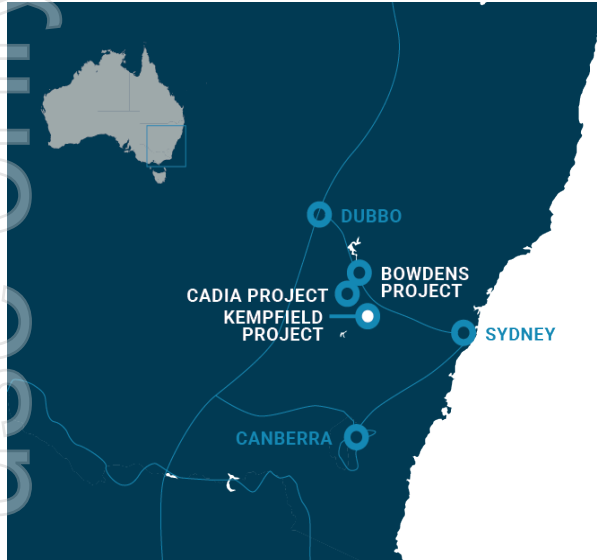 DUBBO
BOWDENS
PROJECT
CADIA PROJECT
KEMPFIELD
PROJECT
SYDNEY
CANBERRA